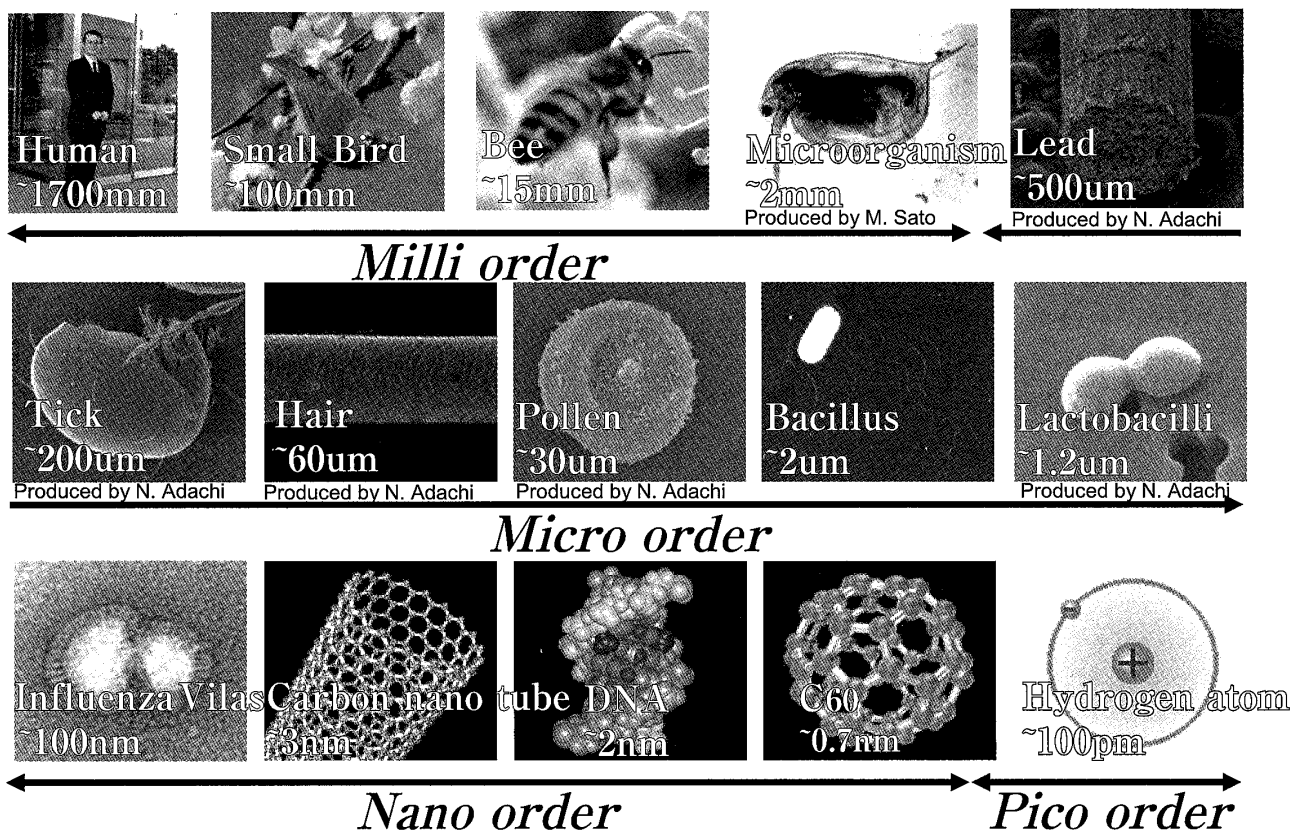 Human
~1700mm
Small Bird
~100mm
Bee
~15mm
Microorganism
~2mm
Produced by M. Sato
Lead
~500um
Produced by N. Adachi
Milli order
Tick
~200um
Produced by N. Adachi
Hair
~60um
Produced by N. Adachi
Pollen
~30um
Produced by N. Adachi
Bacillus
~2um
Lactobacilli
~1.2um
Produced by N. Adachi
Micro order
Influenza Vilas
~100nm
Carbon nano tube
~3nm
DNA
~2nm
C60
~0.7nm
Hydrogen atom
~100pm
Nano order
Pico order